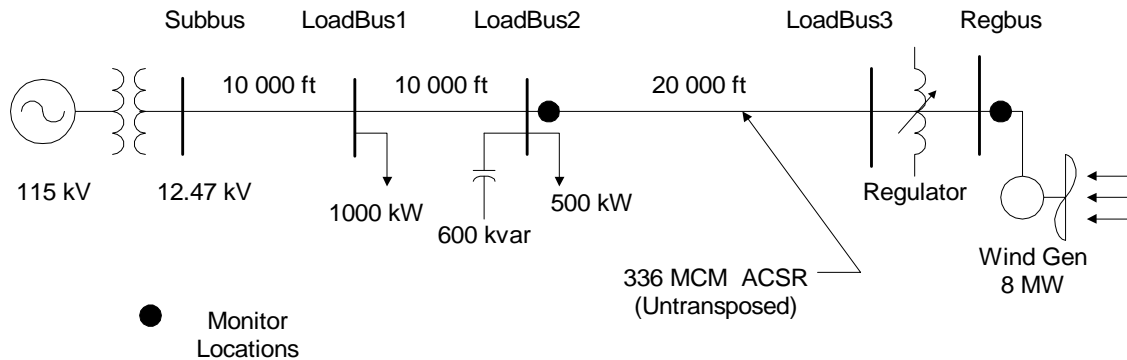 Subbus
LoadBus1
LoadBus2
LoadBus3
Regbus
10 000 ft
10 000 ft
20 000 ft
115 kV
12.47 kV
1000 kW
600 kvar
500 kW
Regulator
336 MCM ACSR
(Untransposed)
Wind Gen
8 MW
Monitor
Locations